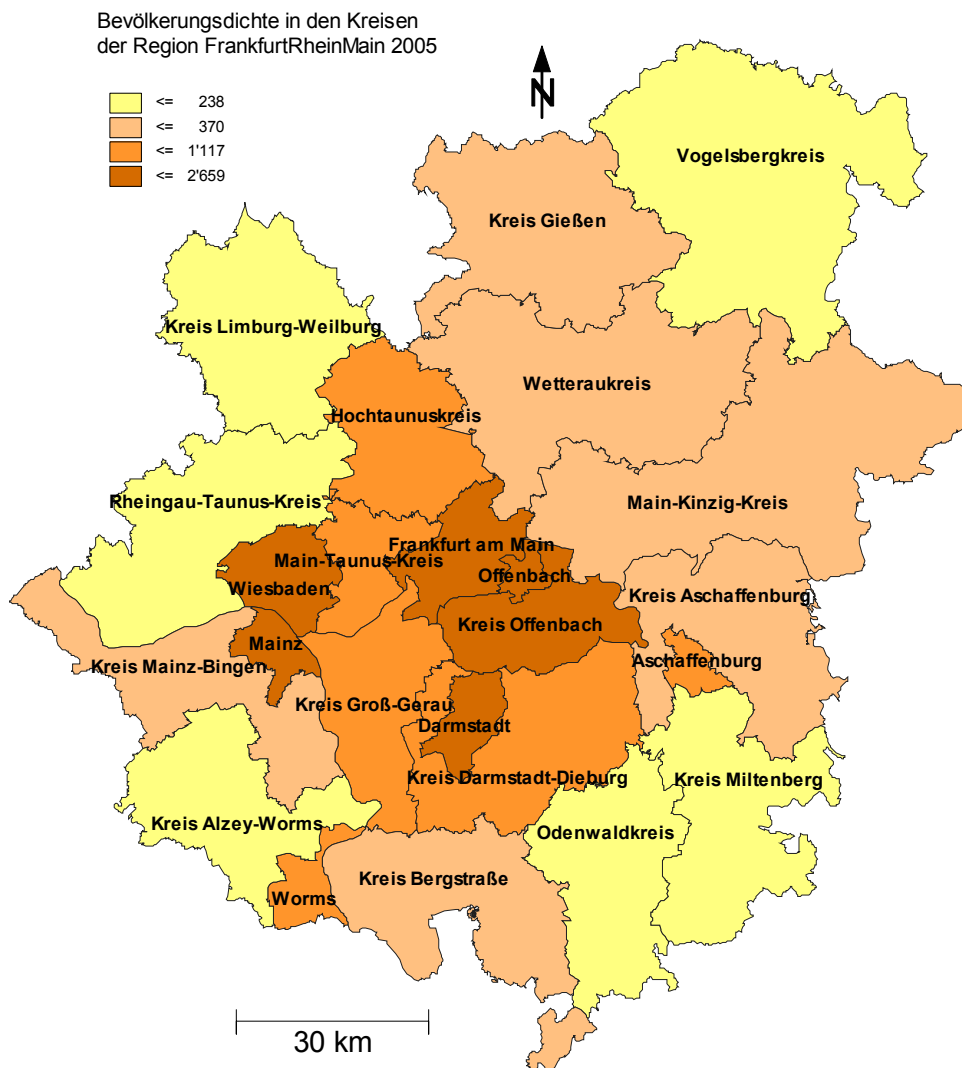 Bevölkerungsdichte in den Kreisen
der Region FrankfurtRheinMain 2005
<= 238
<= 370
<= 1'117
<= 2'659
N
Vogelsbergkreis
Kreis Gießen
Kreis Limburg-Weilburg
Wetteraukreis
Hochtaunuskreis
Rheingau-Taunus-Kreis
Main-Kinzig-Kreis
Frankfurt am Main
Main-Taunus-Kreis
Offenbach
Wiesbaden
Kreis Aschaffenburg
Kreis Offenbach
Mainz
Kreis Mainz-Bingen
Aschaffenburg
Kreis Groß-Gerau
Darmstadt
Kreis Darmstadt-Dieburg
Kreis Miltenberg
Kreis Alzey-Worms
Odenwaldkreis
Kreis Bergstraße
Worms
30 km